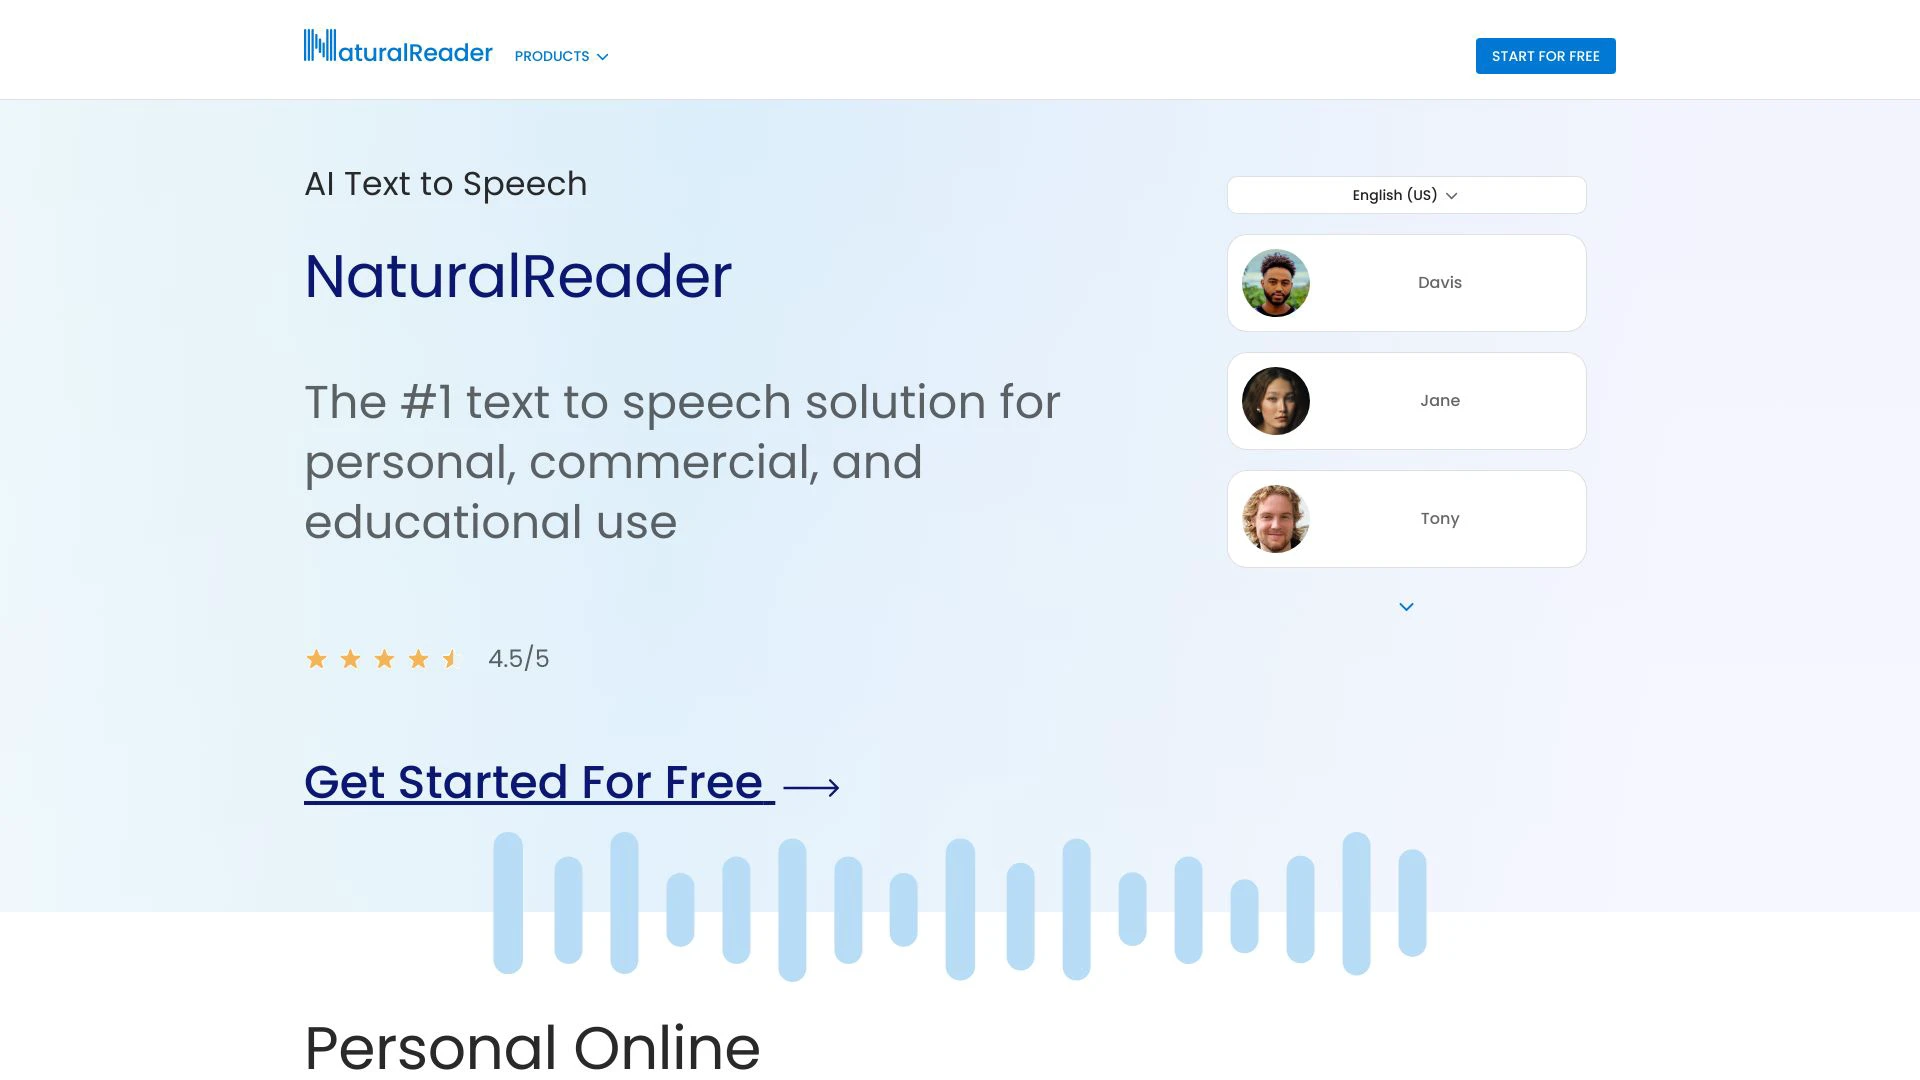 NaturalReader
PRODUCTS
START FOR FREE
AI Text to Speech
NaturalReader
The #1 text to speech solution for
personal, commercial, and
educational use
4.5/5
Get Started For Free
English (US)
Davis
Jane
Tony
Personal Online